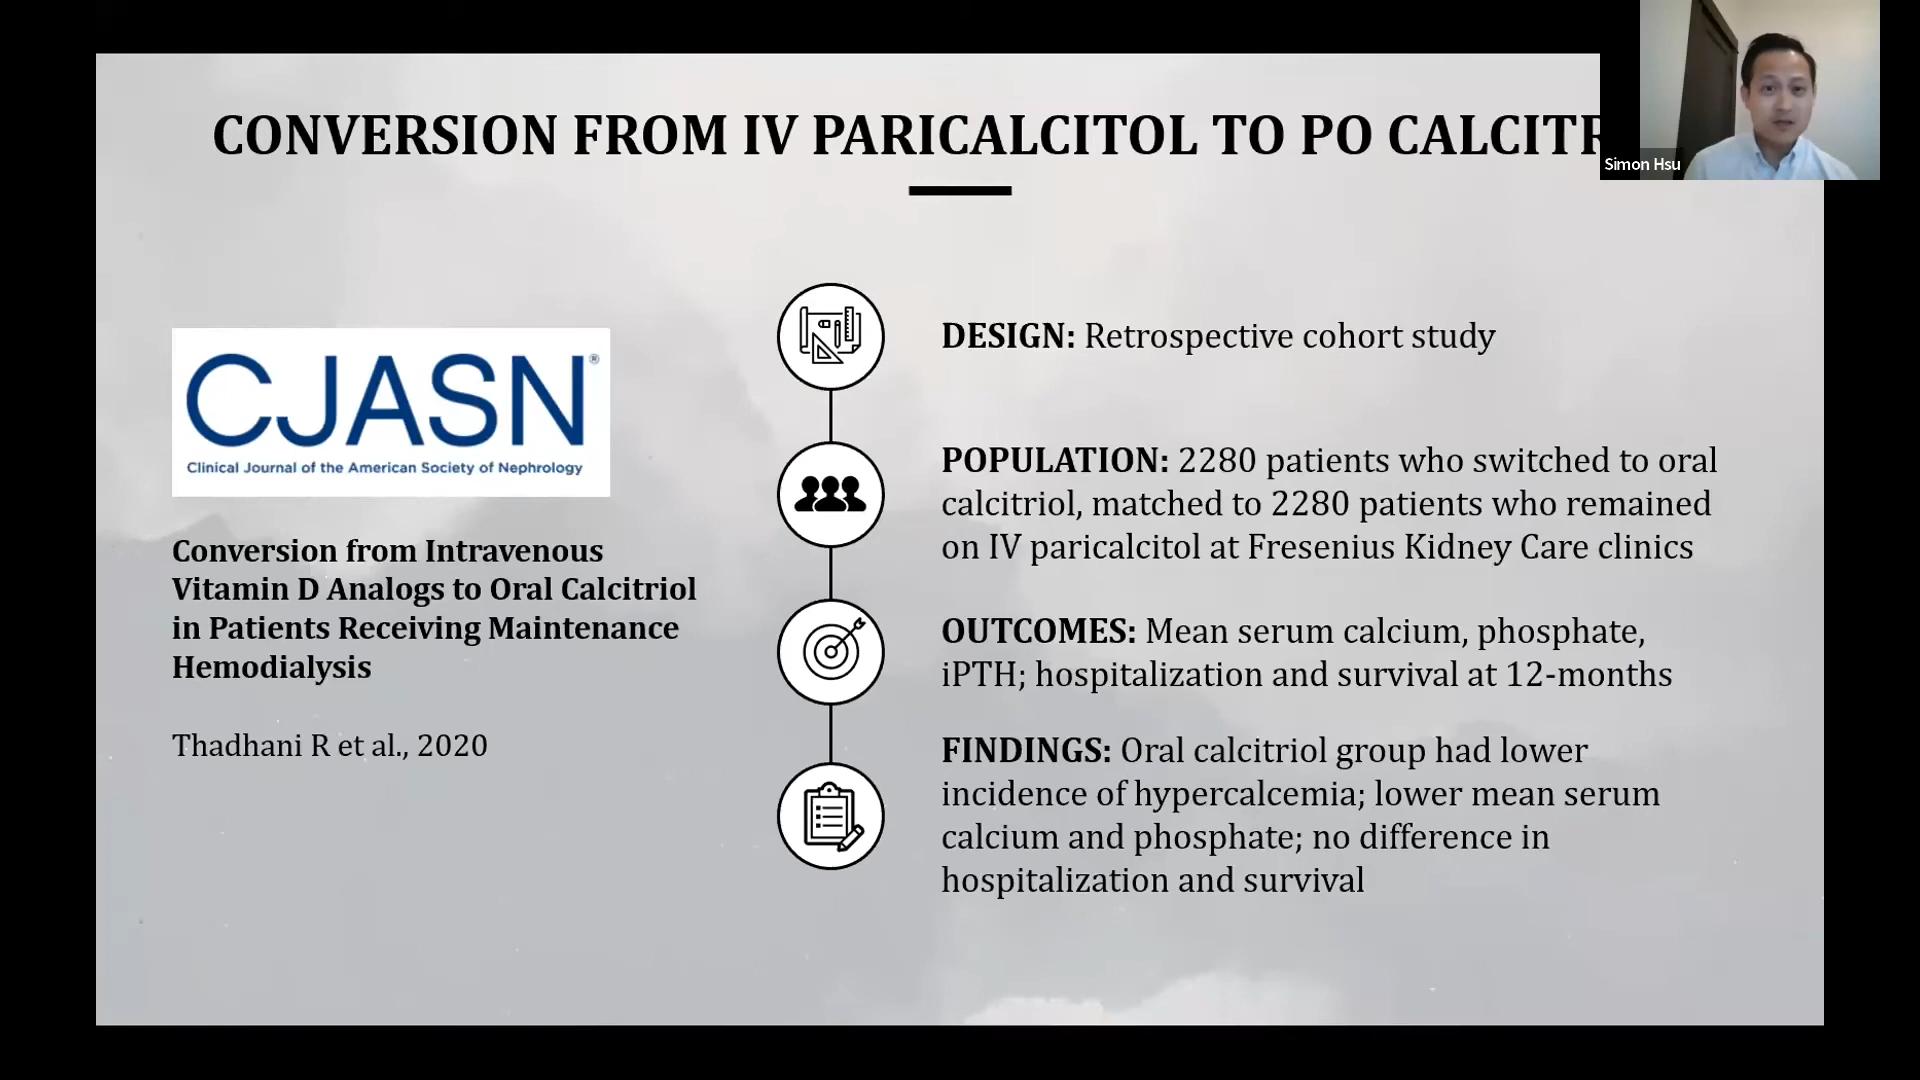 CONVERSION FROM IV PARICALCITOL TO PO CALCITR
Simon Hsu
CJASN®
Clinical Journal of the American Society of Nephrology
Conversion from Intravenous
Vitamin D Analogs to Oral Calcitriol
in Patients Receiving Maintenance
Hemodialysis
Thadhani R et al., 2020
DESIGN: Retrospective cohort study
POPULATION: 2280 patients who switched to oral
calcitriol, matched to 2280 patients who remained
on IV paricalcitol at Fresenius Kidney Care clinics
OUTCOMES: Mean serum calcium, phosphate,
iPTH; hospitalization and survival at 12-months
FINDINGS: Oral calcitriol group had lower
incidence of hypercalcemia; lower mean serum
calcium and phosphate; no difference in
hospitalization and survival